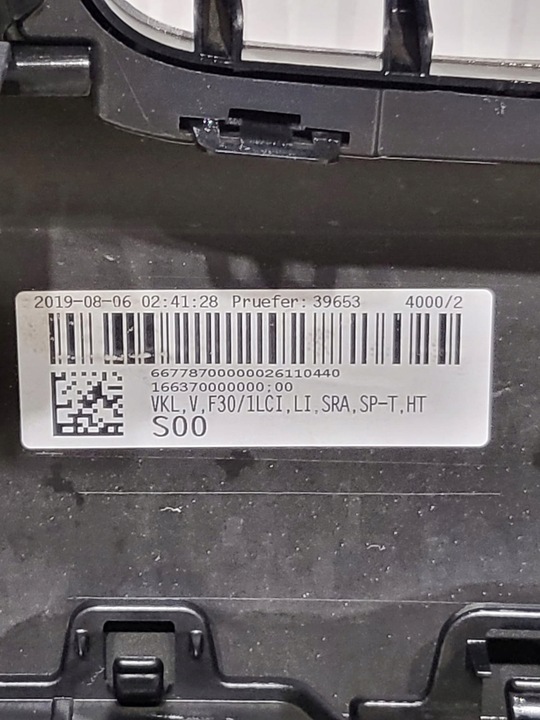 2019-08-06 02:41:28 Pruefer: 39653 4000/2
66778700000026110440
166370000000;00
VKL,V,F30/1LCI,LI,SRA,SP-T,HT
S00